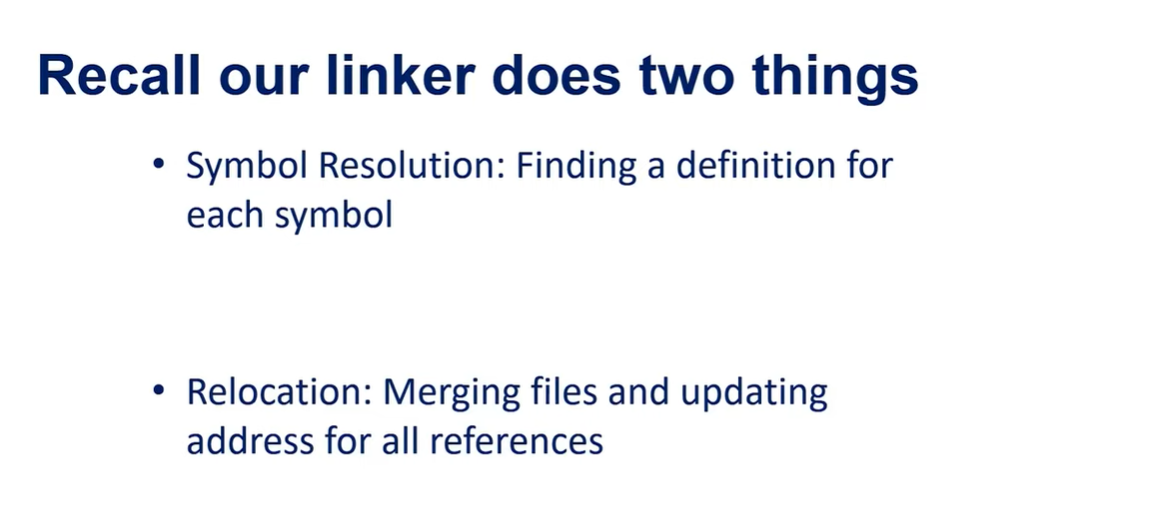 Recall our linker does two things
• Symbol Resolution: Finding a definition for
each symbol
• Relocation: Merging files and updating
address for all references